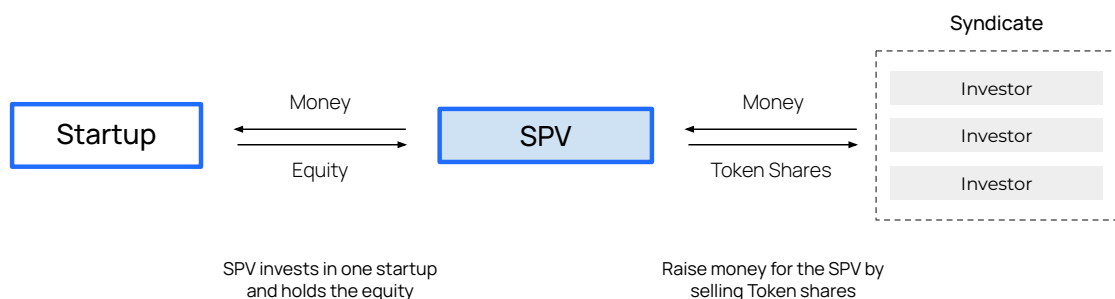 Syndicate
Investor
Investor
Investor
Money
Money
Startup
SPV
Equity
Token Shares
SPV invests in one startup
and holds the equity
Raise money for the SPV by
selling Token shares